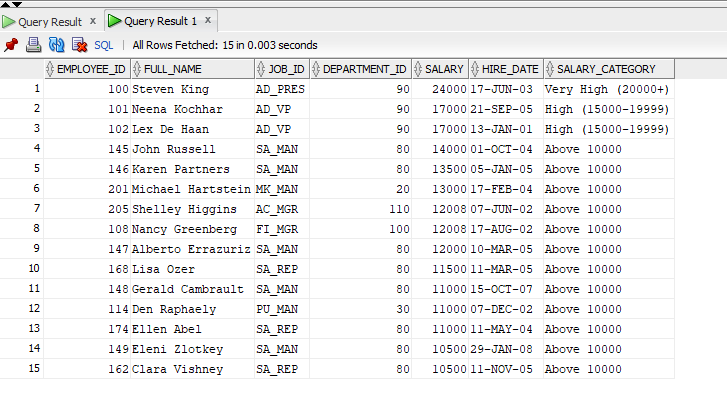 Query Result x Query Result 1 x
SQL | All Rows Fetched: 15 in 0.003 seconds
EMPLOYEE_ID FULL_NAME JOB_ID DEPARTMENT_ID SALARY HIRE_DATE SALARY_CATEGORY
1 100 Steven King AD_PRES 90 24000 17-JUN-03 Very High (20000+)
2 101 Neena Kochhar AD_VP 90 17000 21-SEP-05 High (15000-19999)
3 102 Lex De Haan AD_VP 90 17000 13-JAN-01 High (15000-19999)
4 145 John Russell SA_MAN 80 14000 01-OCT-04 Above 10000
5 146 Karen Partners SA_MAN 80 13500 05-JAN-05 Above 10000
6 201 Michael Hartstein MK_MAN 20 13000 17-FEB-04 Above 10000
7 205 Shelley Higgins AC_MGR 110 12008 07-JUN-02 Above 10000
8 108 Nancy Greenberg FI_MGR 100 12008 17-AUG-02 Above 10000
9 147 Alberto Errazuriz SA_MAN 80 12000 10-MAR-05 Above 10000
10 168 Lisa Ozer SA_REP 80 11500 11-MAR-05 Above 10000
11 148 Gerald Cambrault SA_MAN 80 11000 15-OCT-07 Above 10000
12 114 Den Raphaely PU_MAN 30 11000 07-DEC-02 Above 10000
13 174 Ellen Abel SA_REP 80 11000 11-MAY-04 Above 10000
14 149 Eleni Zlotkey SA_MAN 80 10500 29-JAN-08 Above 10000
15 162 Clara Vishney SA_REP 80 10500 11-NOV-05 Above 10000